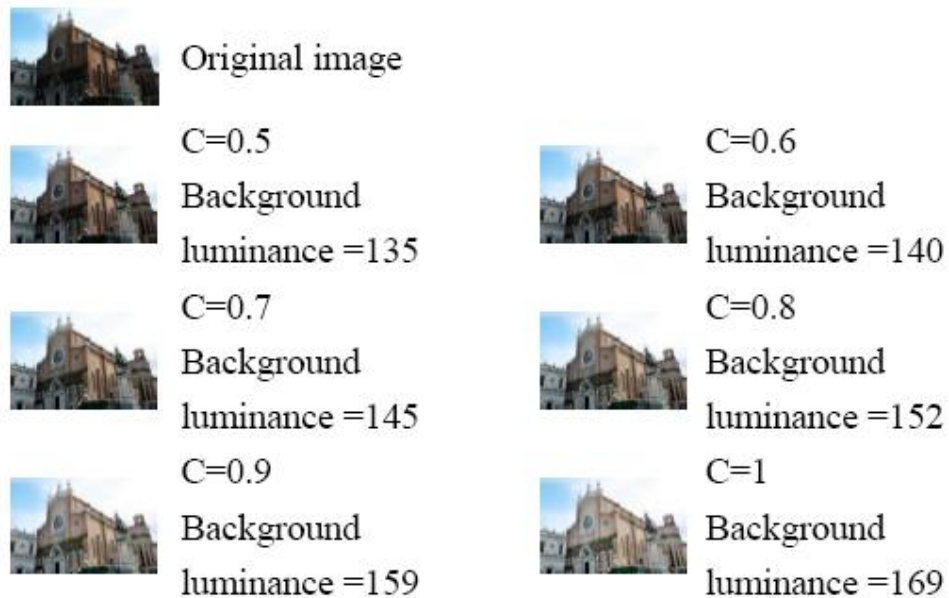 Original image
C=0.5
Background
luminance =135
C=0.6
Background
luminance =140
C=0.7
Background
luminance =145
C=0.8
Background
luminance =152
C=0.9
Background
luminance =159
C=1
Background
luminance =169